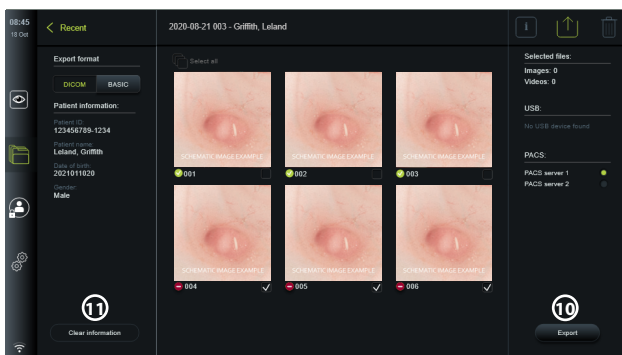 08:45
18 Oct
Recent
2020-08-21 003 - Griffith, Leland
i
Export format
DICOM
BASIC
Patient information:
Patient ID:
123456789-1234
Patient name
Leland, Griffith
Date of birth:
2021011020
Gender:
Male
11
Clear information
Select all
SCHEMATIC IMAGE EXAMPLE
SCHEMATIC IMAGE EXAMPLE
SCHEMATIC IMAGE EXAMPLE
001
002
003
SCHEMATIC IMAGE EXAMPLE
SCHEMATIC IMAGE EXAMPLE
SCHEMATIC IMAGE EXAMPLE
004
005
006
Selected files:
Images: 0
Videos: 0
USB:
No USB device found
PACS:
PACS server 1
PACS server 2
10
Export